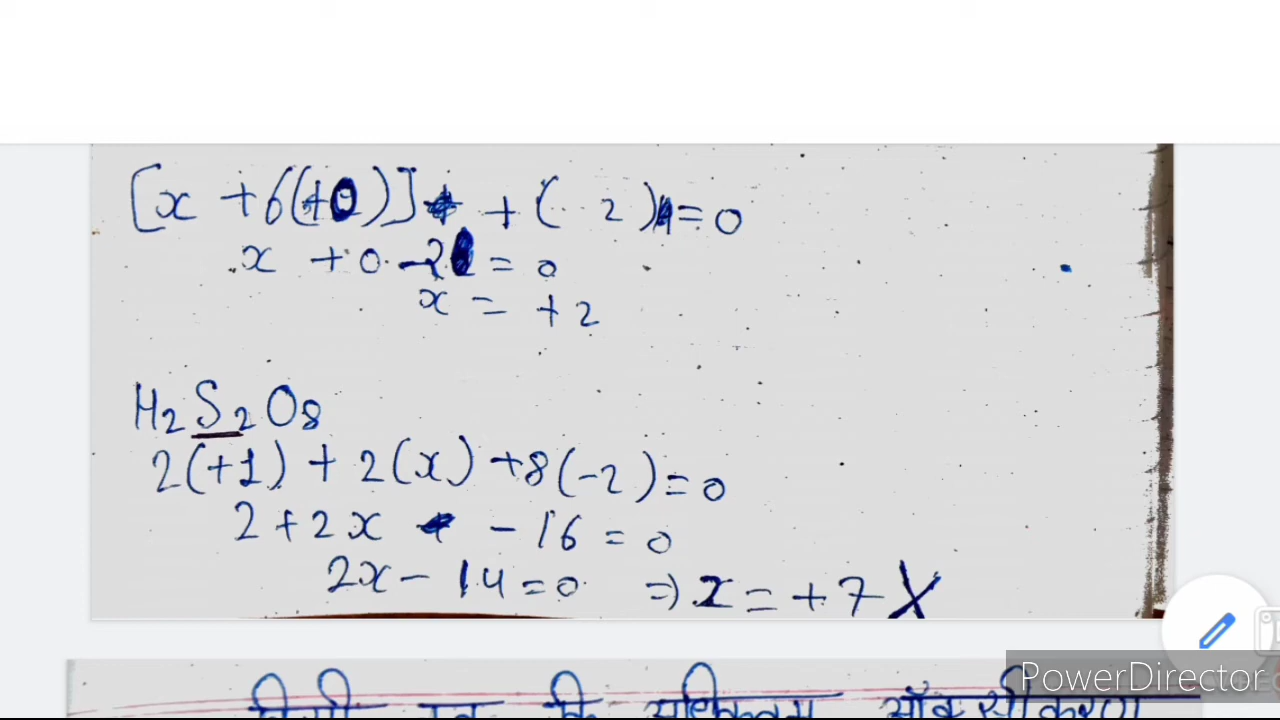 [x +6(+0)] + ( 2) = 0
x + 0 - 2 = 0
x = + 2
H2S2O8
2(+1) + 2(x) +8(-2) = 0
2 + 2x - 16 = 0
2x - 14 = 0 => x = + 7 X
PowerDirector